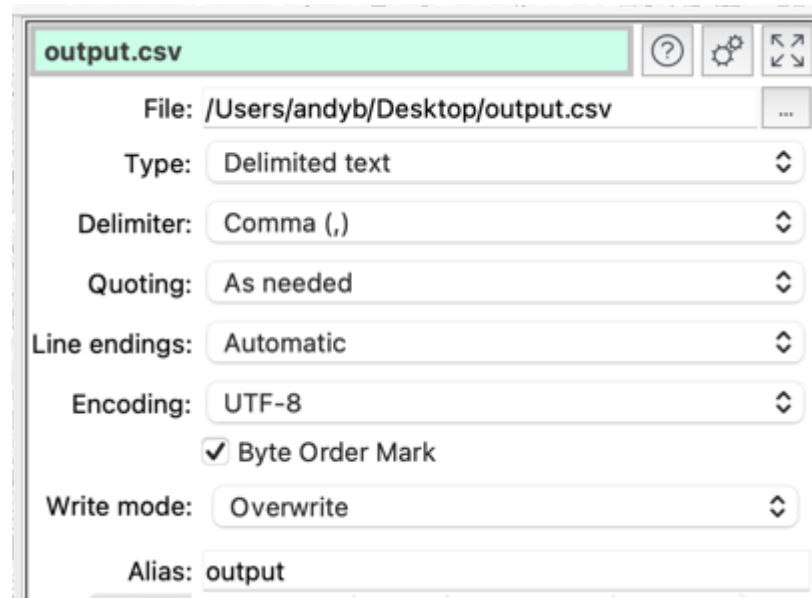 output.csv
File: /Users/andyb/Desktop/output.csv ...
Type: Delimited text
Delimiter: Comma (,)
Quoting: As needed
Line endings: Automatic
Encoding: UTF-8
Byte Order Mark
Write mode: Overwrite
Alias: output